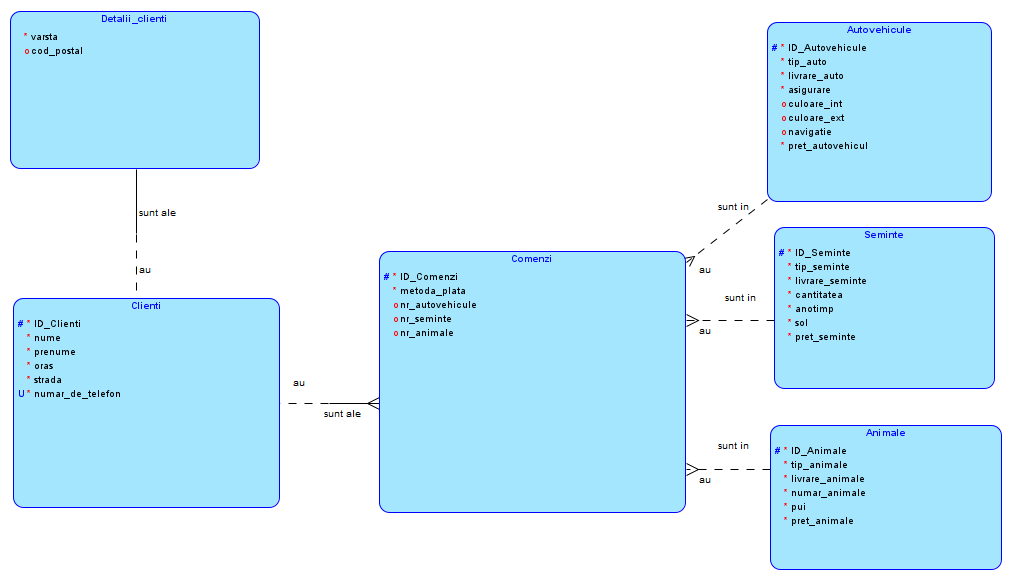 Detalii_clienti
* varsta
o cod_postal
sunt ale
au
Clienti
# * ID_Clienti
* nume
* prenume
* oras
* strada
U * numar_de_telefon
au
sunt ale
Comenzi
# * ID_Comenzi
* metoda_plata
o nr_autovehicule
o nr_seminte
o nr_animale
Autovehicule
# * ID_Autovehicule
* tip_auto
* livrare_auto
* asigurare
o culoare_int
o culoare_ext
o navigatie
* pret_autovehicul
sunt in
au
Seminte
# * ID_Seminte
* tip_seminte
* livrare_seminte
* cantitatea
* anotimp
* sol
* pret_seminte
sunt in
au
Animale
# * ID_Animale
* tip_animale
* livrare_animale
* numar_animale
* pui
* pret_animale
sunt in
au